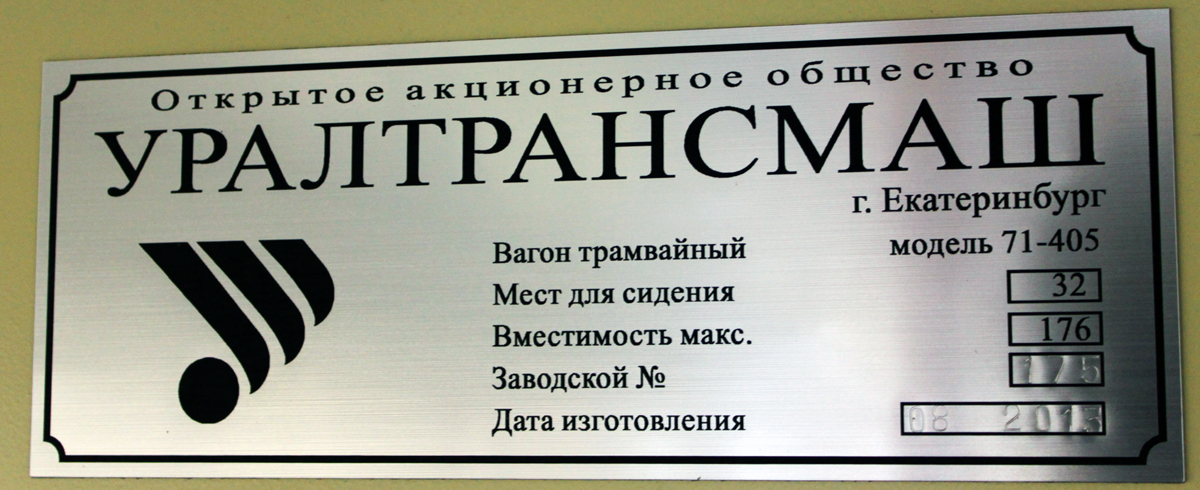 Открытое акционерное общество
УРАЛТРАНСМАШ
г. Екатеринбург
Вагон трамвайный модель 71-405
Мест для сидения 32
Вместимость макс. 176
Заводской № 175
Дата изготовления 08 2013